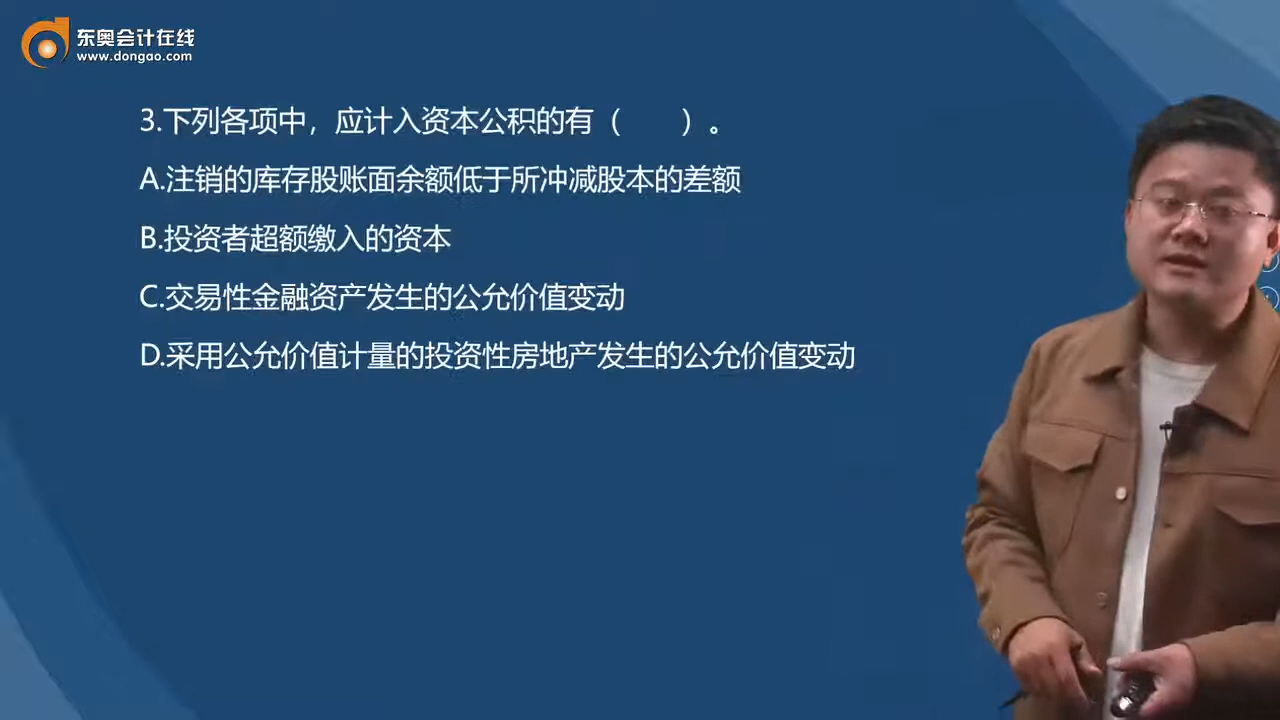 东奥会计在线
www.dongao.com
3.下列各项中，应计入资本公积的有（　　）。
A.注销的库存股账面余额低于所冲减股本的差额
B.投资者超额缴入的资本
C.交易性金融资产发生的公允价值变动
D.采用公允价值计量的投资性房地产发生的公允价值变动